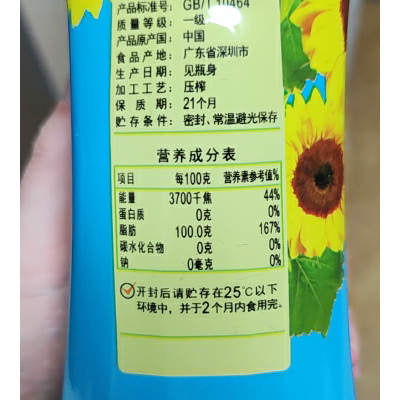 产品标准号: GB/T 10464
质量等级: 一级
产品原产国: 中国
食品产地: 广东省深圳市
生产日期: 见瓶身
加工工艺: 压榨
保质期: 21个月
贮存条件: 密封、常温避光保存
营养成分表
项目 每100克 营养素参考值%
能量 3700千焦 44%
蛋白质 0克 0%
脂肪 100.0克 167%
碳水化合物 0克 0%
钠 0毫克 0%
开封后请贮存在25℃以下
环境中，并于2个月内食用完。